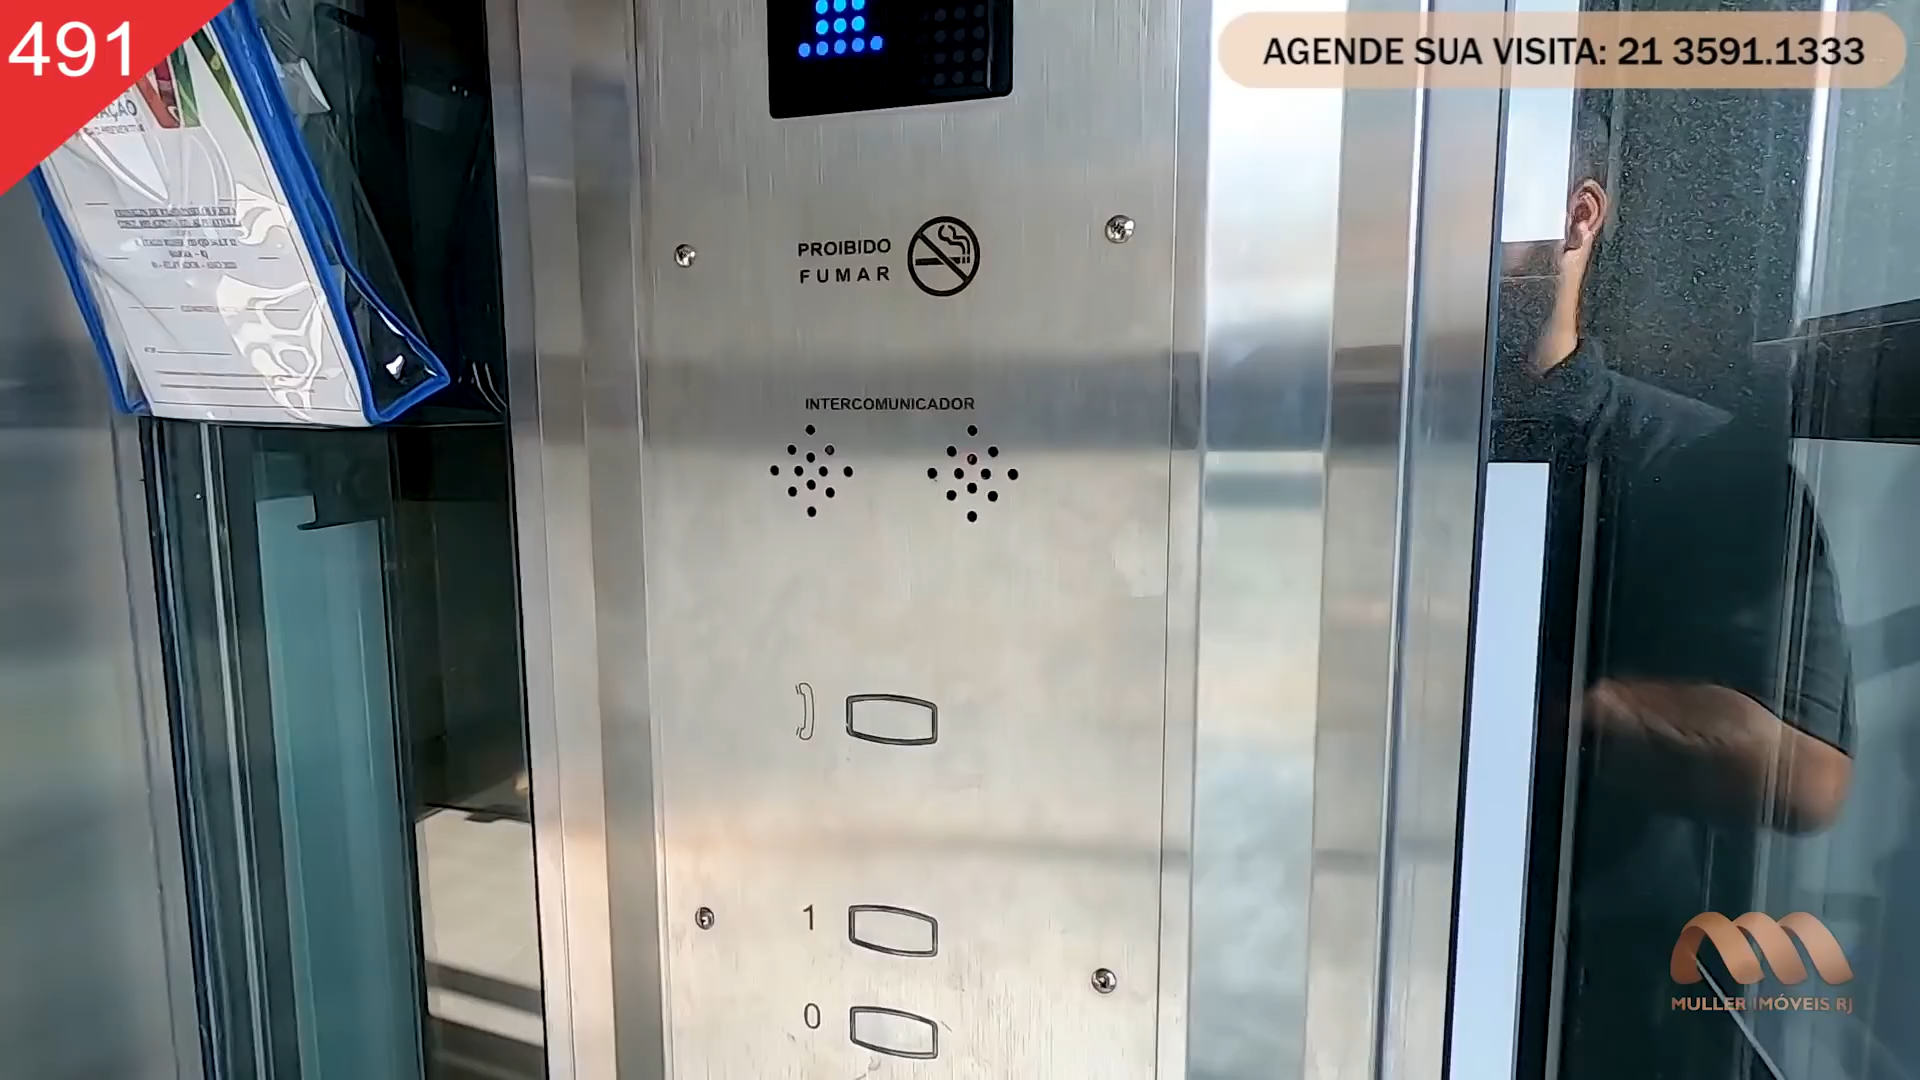 491
AGENDE SUA VISITA: 21 3591.1333
PROIBIDO
FUMAR
INTERCOMUNICADOR
1
0
MULLER IMÓVEIS RJ